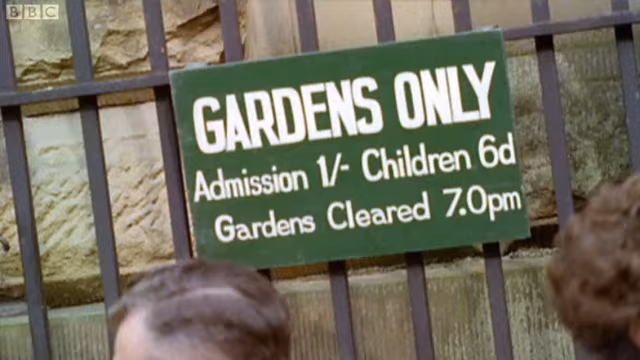 BBC
GARDENS ONLY
Admission 1/- Children 6d
Gardens Cleared 7.0pm